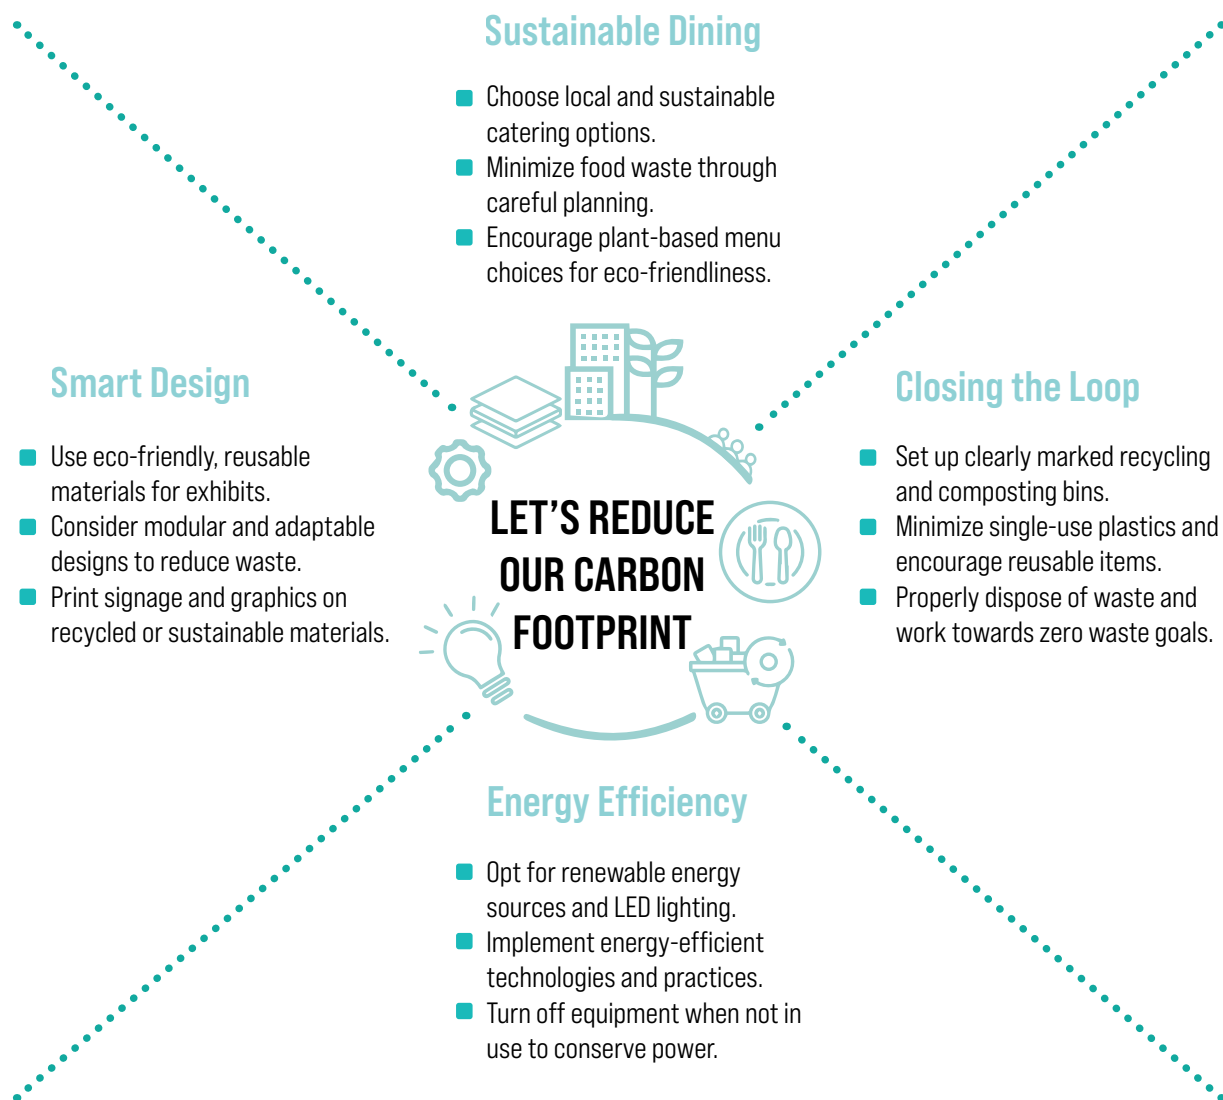 Sustainable Dining
Choose local and sustainable
catering options.
Minimize food waste through
careful planning.
Encourage plant-based menu
choices for eco-friendliness.
Smart Design
Use eco-friendly, reusable
materials for exhibits.
Consider modular and adaptable
designs to reduce waste.
Print signage and graphics on
recycled or sustainable materials.
LET’S REDUCE
OUR CARBON
FOOTPRINT
Closing the Loop
Set up clearly marked recycling
and composting bins.
Minimize single-use plastics and
encourage reusable items.
Properly dispose of waste and
work towards zero waste goals.
Energy Efficiency
Opt for renewable energy
sources and LED lighting.
Implement energy-efficient
technologies and practices.
Turn off equipment when not in
use to conserve power.